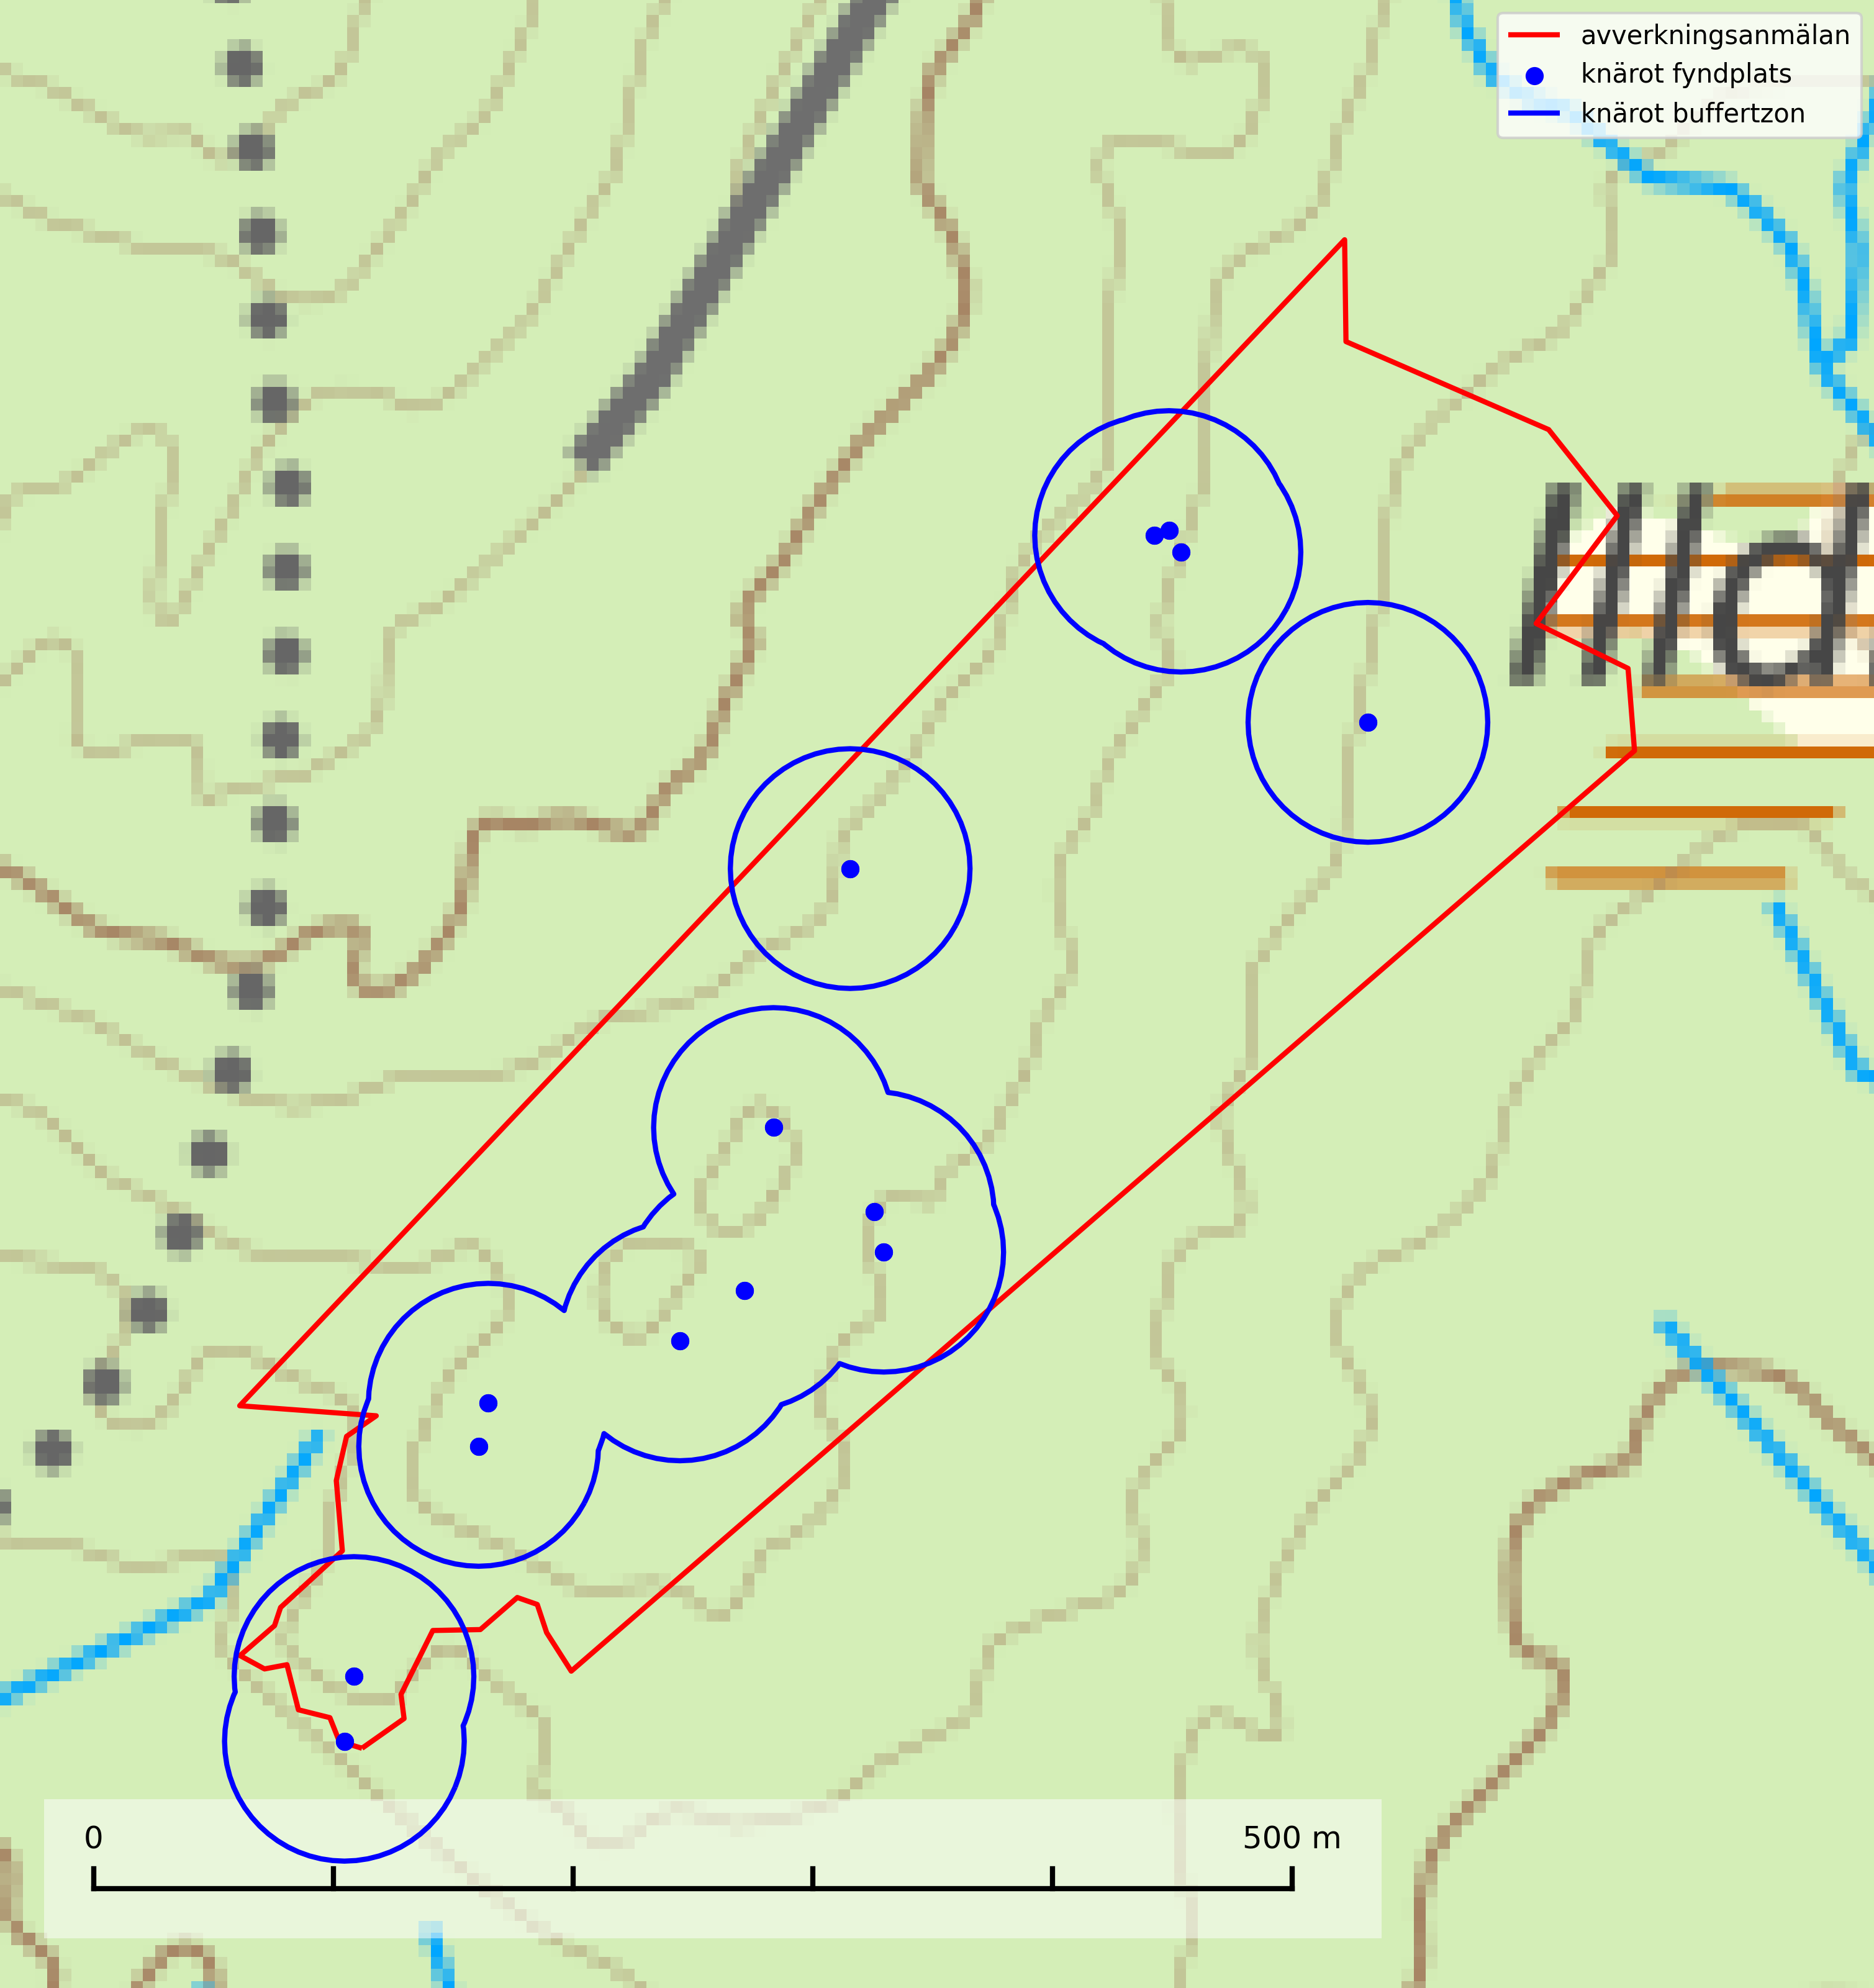 avverkningsanmälan
knärot fyndplats
knärot buffertzon
0
500 m